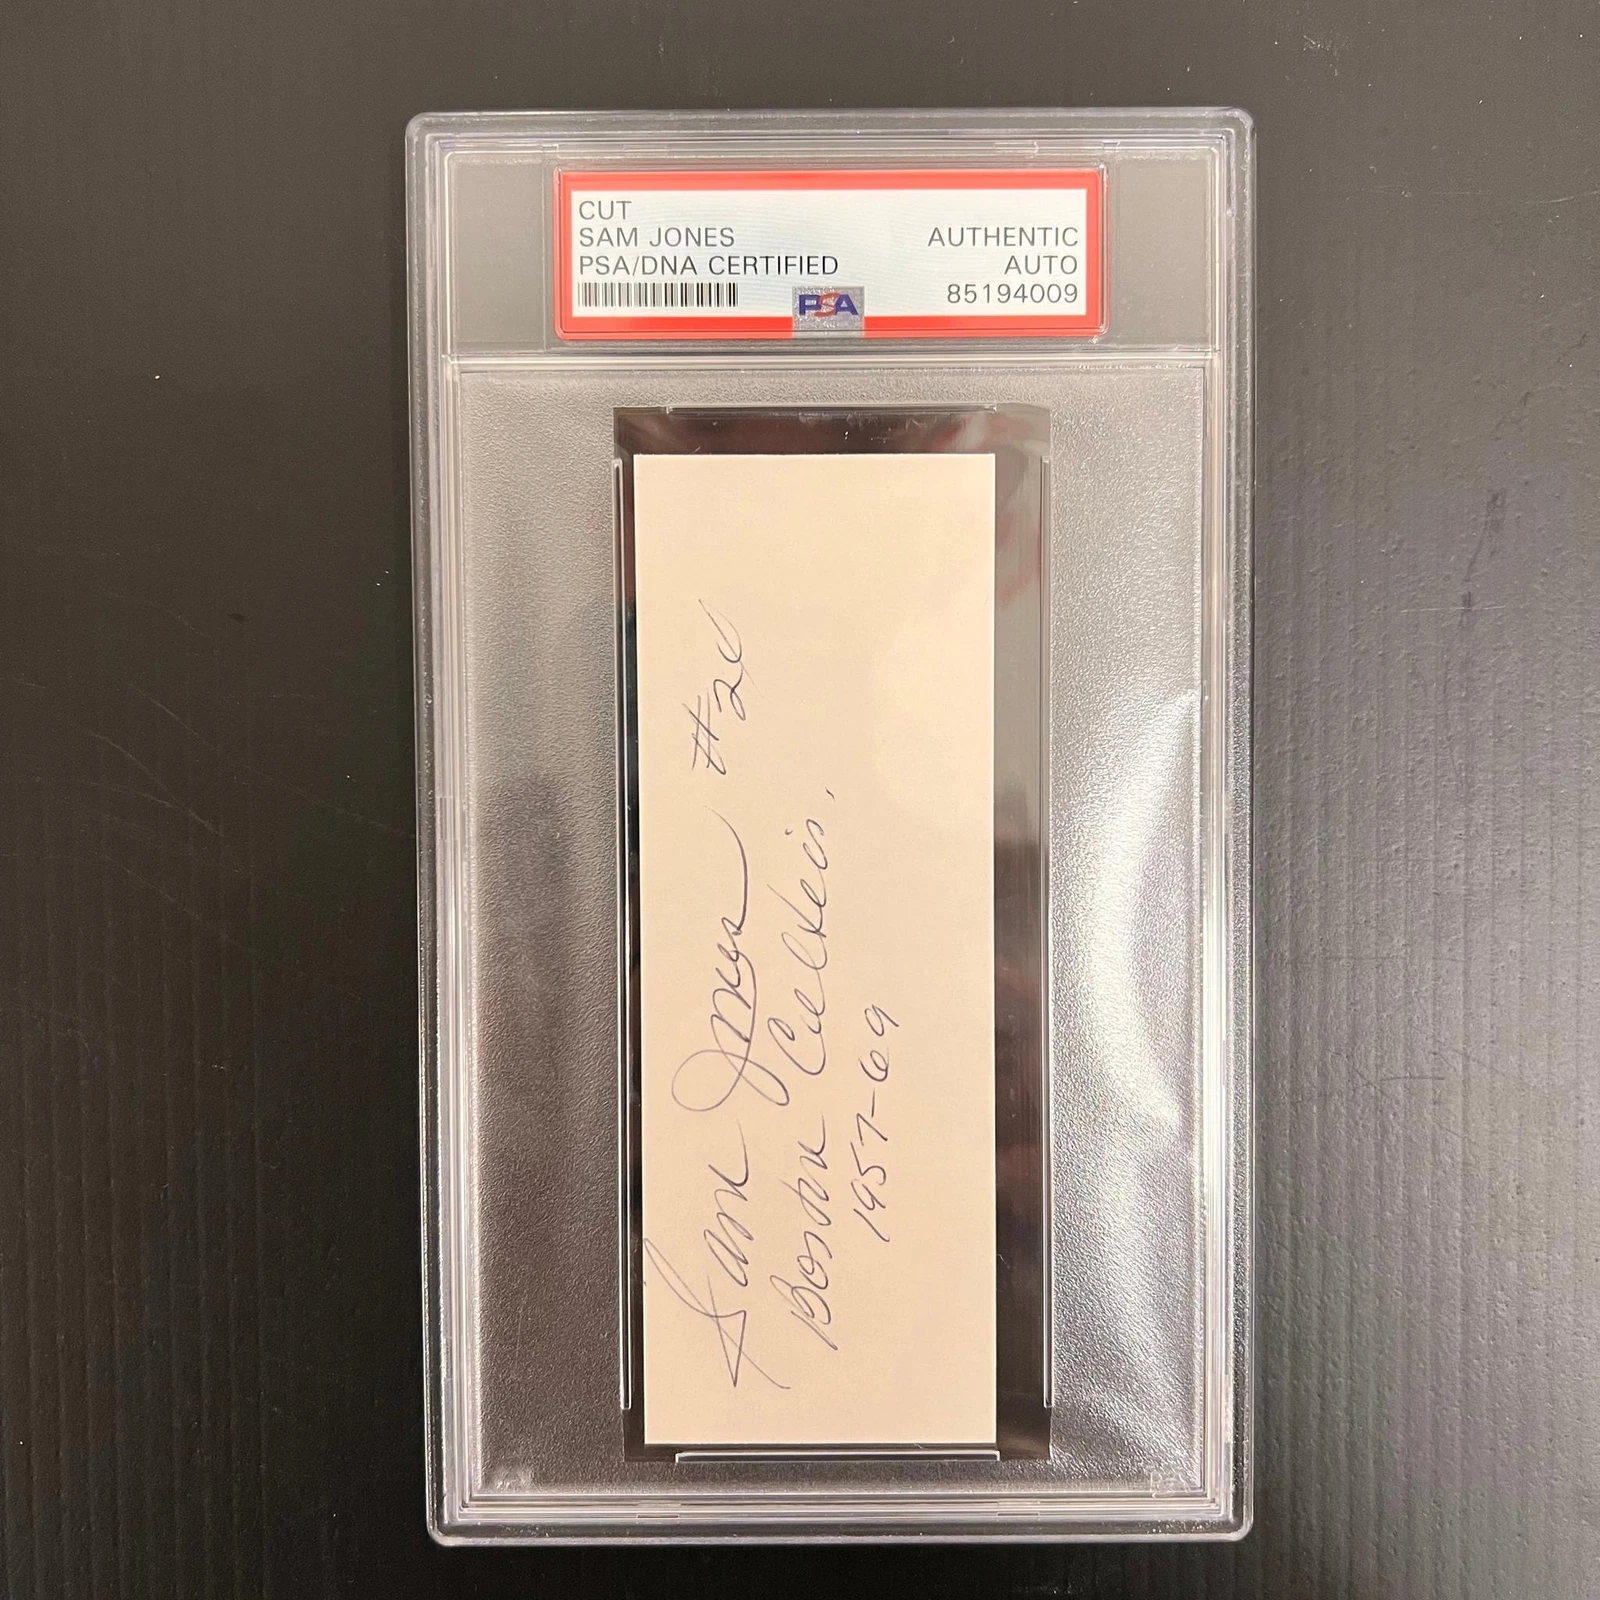 CUT
SAM JONES
PSA/DNA CERTIFIED
AUTHENTIC
AUTO
85194009
PSA
Sam Jones #24
Boston Celtics,
1957-69